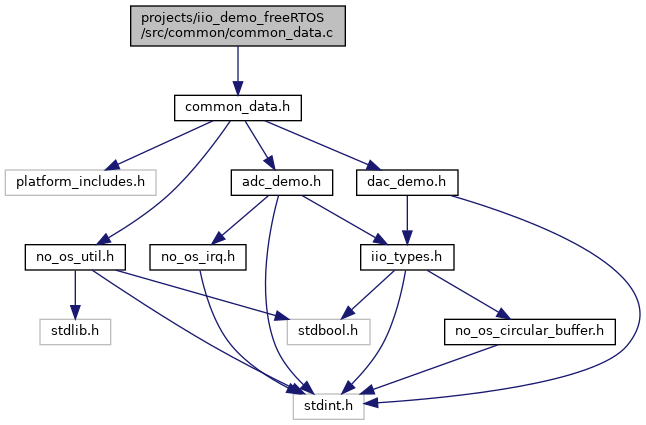 projects/iio_demo_freeRTOS
/src/common/common_data.c
common_data.h
platform_includes.h
adc_demo.h
dac_demo.h
no_os_util.h
no_os_irq.h
iio_types.h
stdlib.h
stdbool.h
no_os_circular_buffer.h
stdint.h